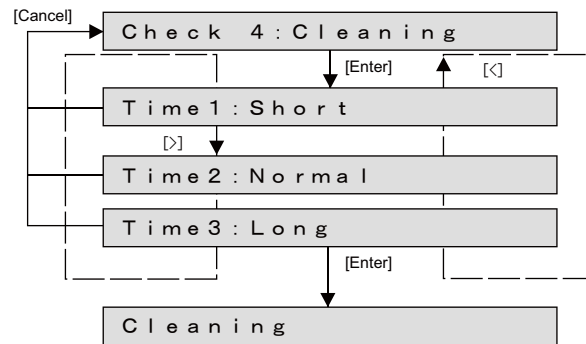 [Cancel]
Check 4:Cleaning
[Enter]
[<]
Time1:Short
[>]
Time2:Normal
Time3:Long
[Enter]
Cleaning